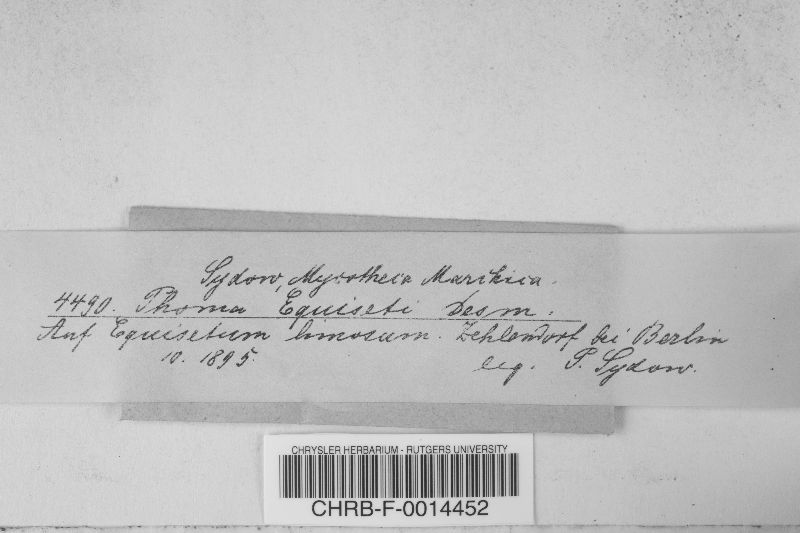 Sydow, Mycotheca Marchica.
4490. Phoma Equiseti Desm.
Auf Equisetum limosum. Zehlendorf bei Berlin
10. 1895. leg. P. Sydow.
CHRYSLER HERBARIUM - RUTGERS UNIVERSITY
CHRB-F-0014452